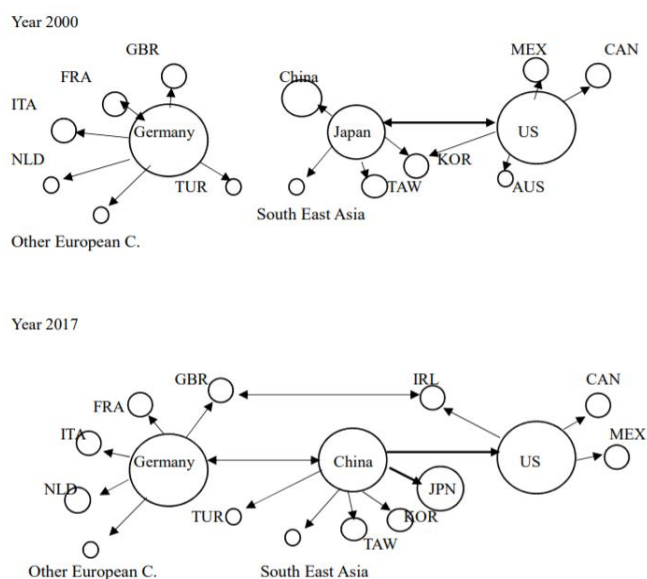 Year 2000
GBR
MEX
CAN
FRA
China
ITA
Germany
Japan
US
NLD
KOR
TUR
TAW
AUS
South East Asia
Other European C.
Year 2017
GBR
IRL
CAN
FRA
ITA
MEX
Germany
China
US
NLD
JPN
TUR
KOR
TAW
Other European C.
South East Asia